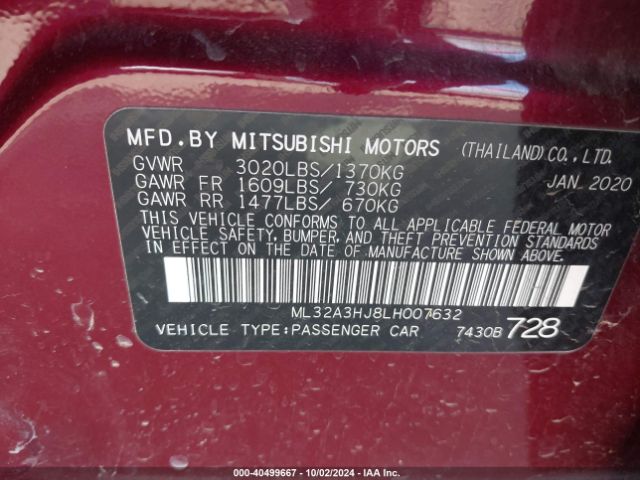 MFD.BY MITSUBISHI MOTORS (THAILAND)CO.,LTD.
GVWR 3020LBS/1370KG JAN 2020
GAWR FR 1609LBS/ 730KG
GAWR RR 1477LBS/ 670KG
THIS VEHICLE CONFORMS TO ALL APPLICABLE FEDERAL MOTOR
VEHICLE SAFETY, BUMPER, AND THEFT PREVENTION STANDARDS
IN EFFECT ON THE DATE OF MANUFACTURE SHOWN ABOVE.
ML32A3HJ8LH007632
VEHICLE TYPE:PASSENGER CAR 7430B 728
000-40499667 - 10/02/2024 - IAA Inc.